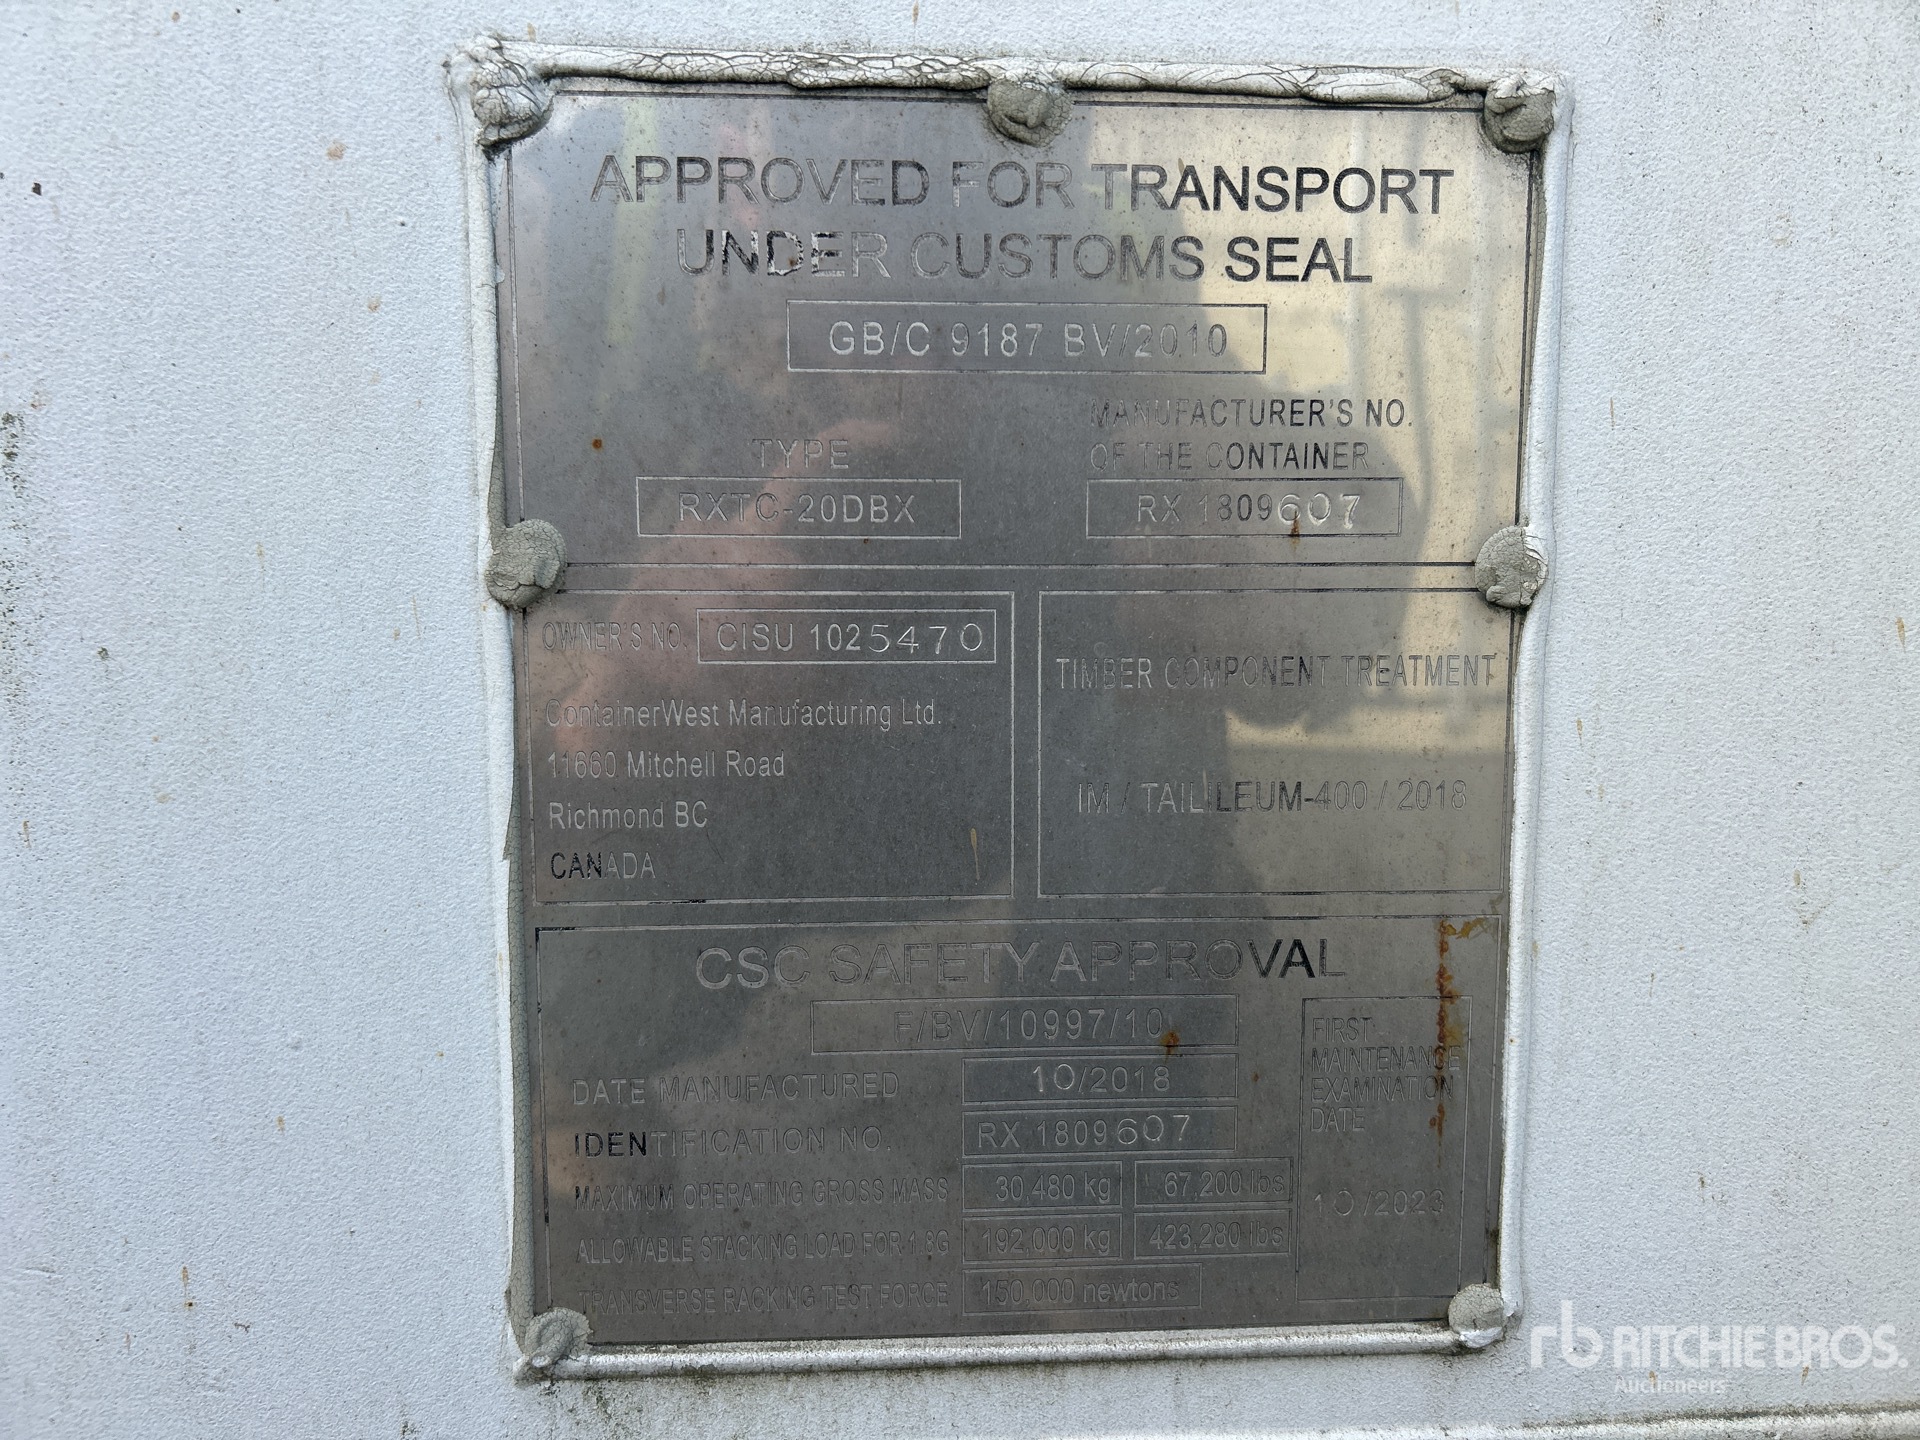 APPROVED FOR TRANSPORT
UNDER CUSTOMS SEAL
GB/C 9187 BV/2010
TYPE
RXTC-20DBX
MANUFACTURER'S NO.
OF THE CONTAINER
RX 1809607
OWNER'S NO. CISU 1025470
ContainerWest Manufacturing Ltd.
11660 Mitchell Road
Richmond BC
CANADA
TIMBER COMPONENT TREATMENT
IM / TAILILEUM-400 / 2018
CSC SAFETY APPROVAL
F/BV/10997/10
DATE MANUFACTURED 10/2018
IDENTIFICATION NO. RX 1809607
MAXIMUM OPERATING GROSS MASS 30,480 kg 67,200 lbs
ALLOWABLE STACKING LOAD FOR 1.8G 192,000 kg 423,280 lbs
TRANSVERSE RACKING TEST FORCE 150,000 newtons
FIRST
MAINTENANCE
EXAMINATION
DATE
10/2023
rb RITCHIE BROS.
Auctioneers